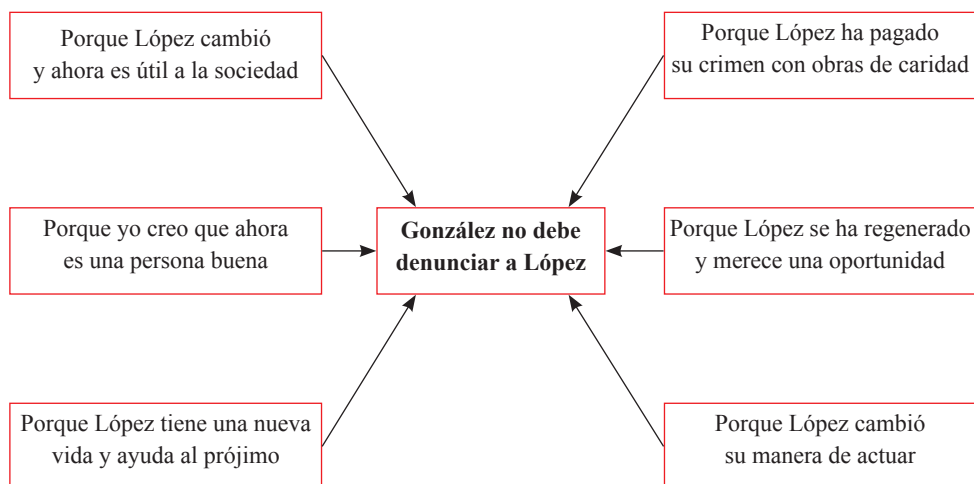 Porque López cambió
y ahora es útil a la sociedad
Porque López ha pagado
su crimen con obras de caridad
Porque yo creo que ahora
es una persona buena
González no debe
denunciar a López
Porque López se ha regenerado
y merece una oportunidad
Porque López tiene una nueva
vida y ayuda al prójimo
Porque López cambió
su manera de actuar